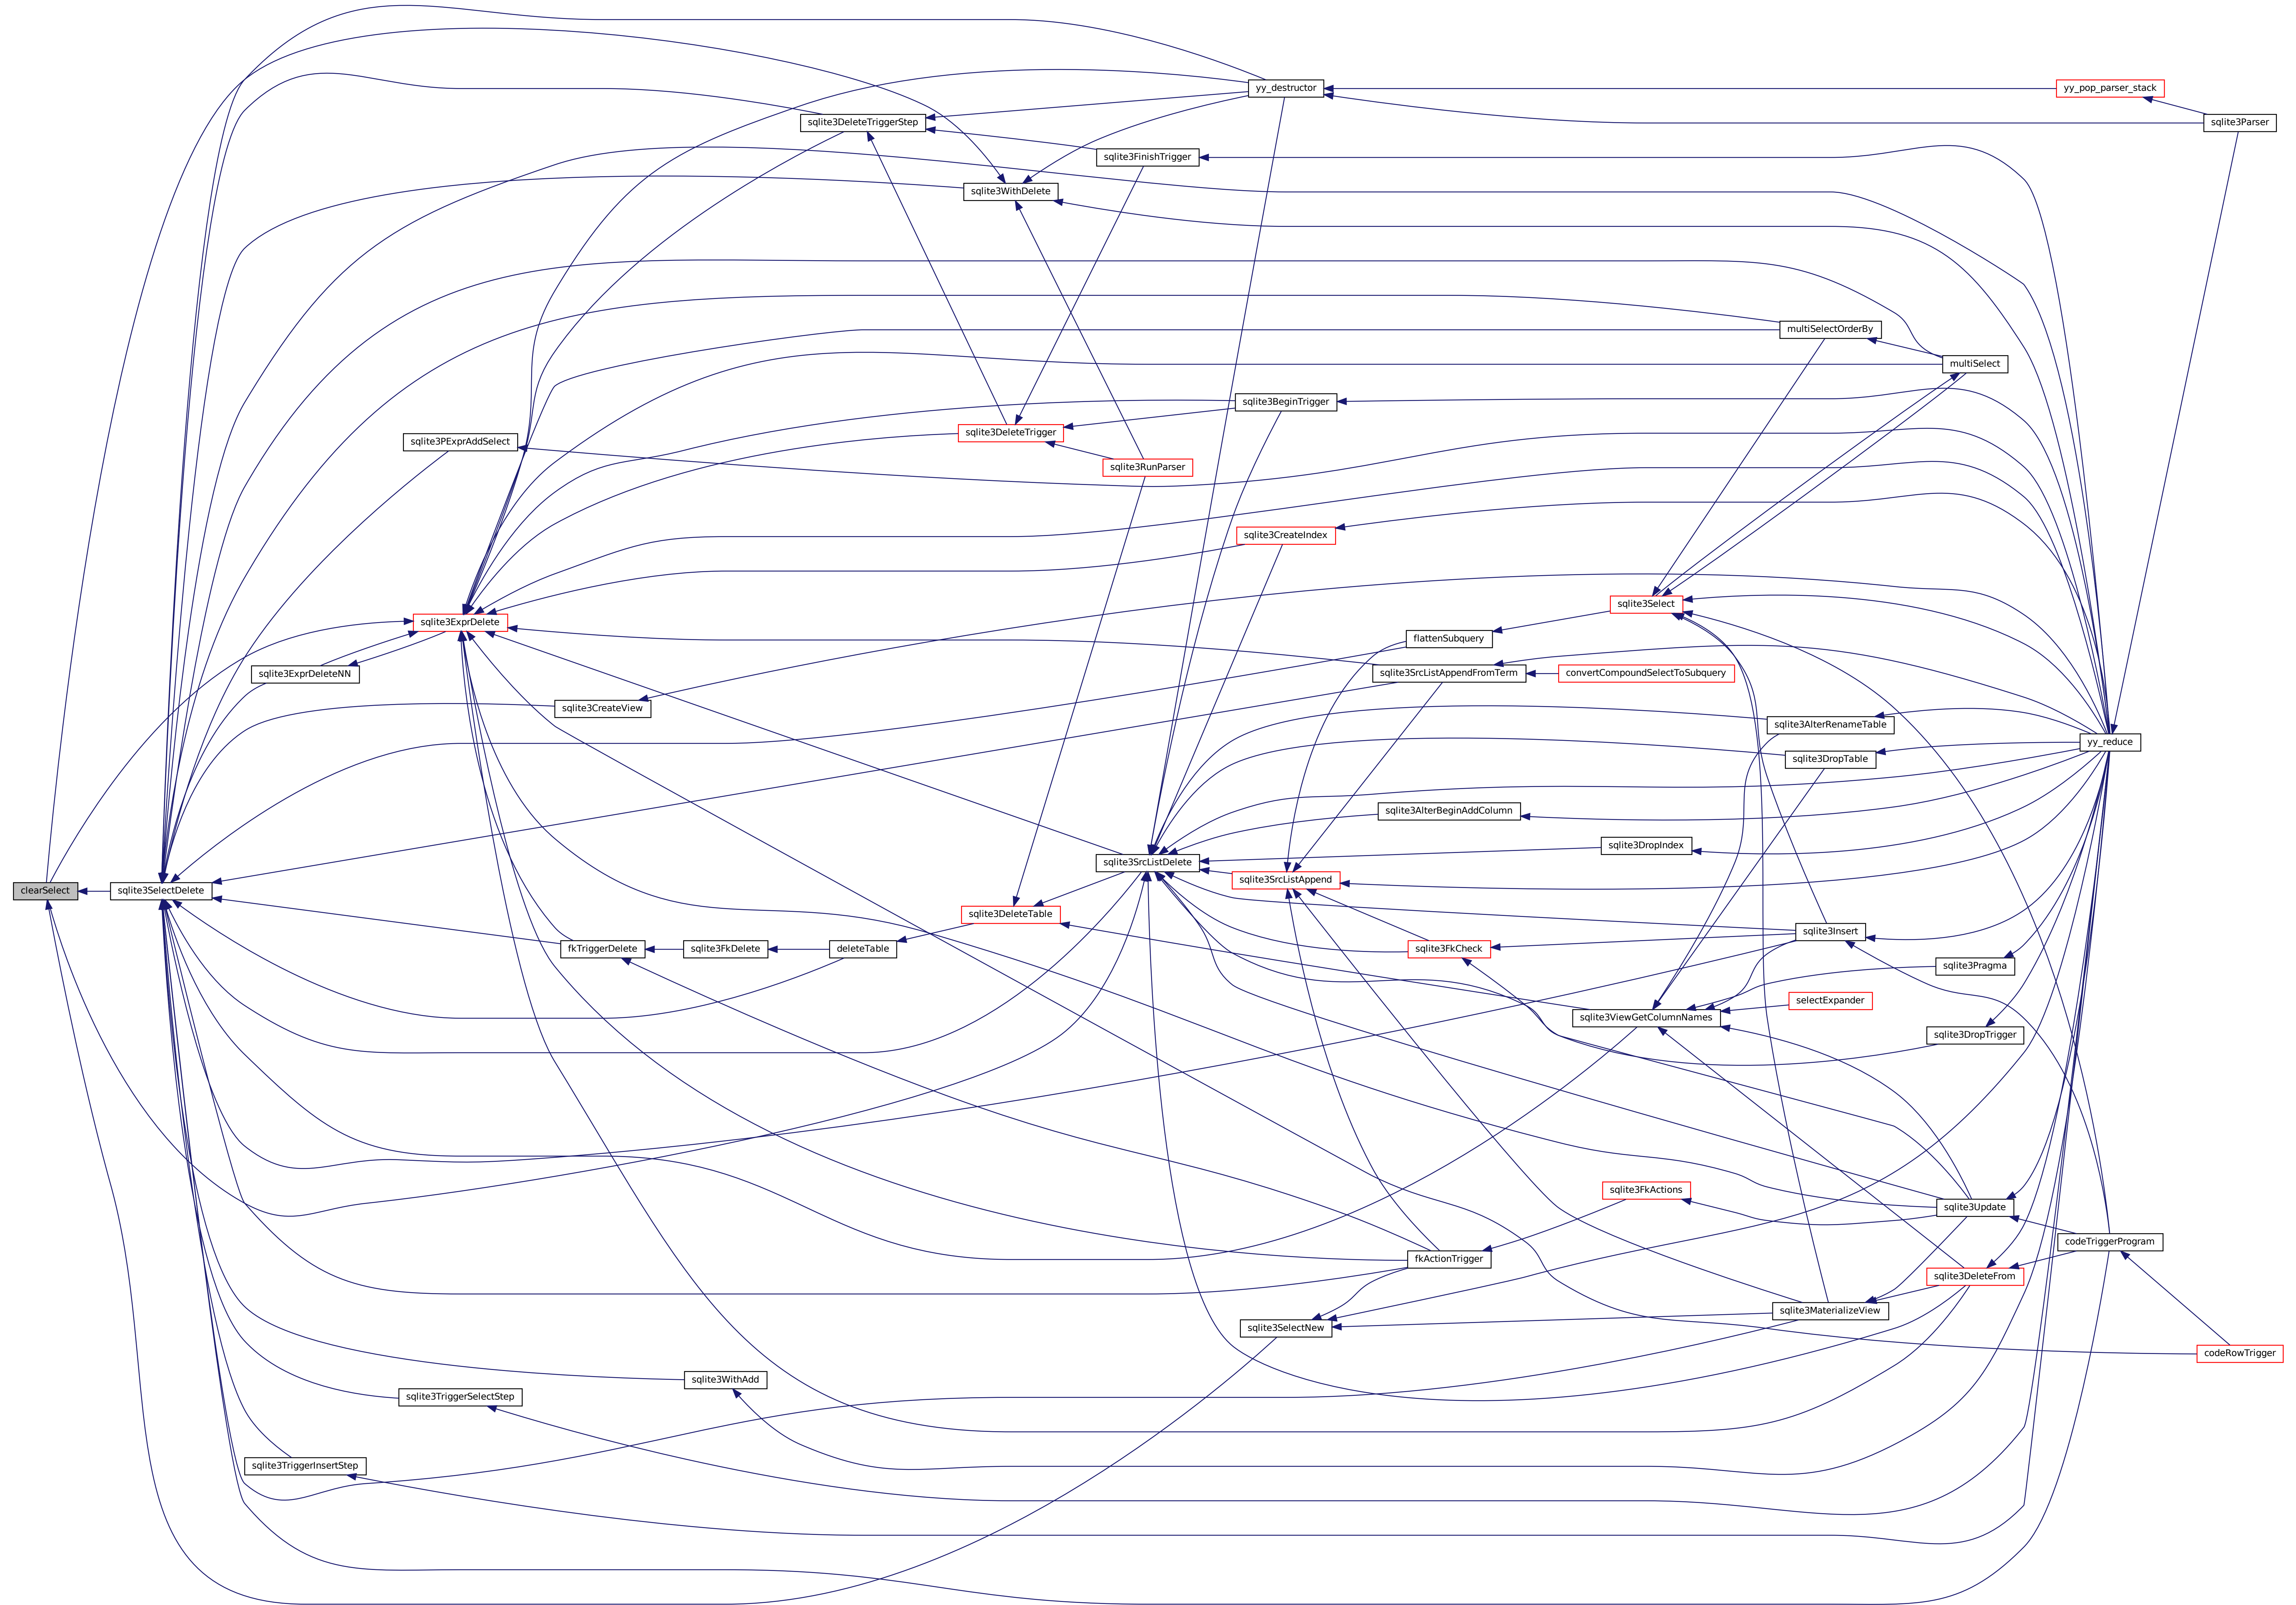 yy_destructor
yy_pop_parser_stack
sqlite3DeleteTriggerStep
sqlite3Parser
sqlite3FinishTrigger
sqlite3WithDelete
multiSelectOrderBy
multiSelect
sqlite3BeginTrigger
sqlite3PExprAddSelect
sqlite3DeleteTrigger
sqlite3RunParser
sqlite3CreateIndex
sqlite3Select
sqlite3ExprDelete
flattenSubquery
sqlite3ExprDeleteNN
sqlite3SrcListAppendFromTerm
convertCompoundSelectToSubquery
sqlite3CreateView
sqlite3AlterRenameTable
yy_reduce
sqlite3DropTable
sqlite3AlterBeginAddColumn
sqlite3DropIndex
sqlite3SrcListDelete
sqlite3SrcListAppend
clearSelect
sqlite3SelectDelete
sqlite3DeleteTable
sqlite3Insert
fkTriggerDelete
sqlite3FkDelete
deleteTable
sqlite3FkCheck
sqlite3Pragma
selectExpander
sqlite3ViewGetColumnNames
sqlite3DropTrigger
sqlite3FkActions
sqlite3Update
codeTriggerProgram
fkActionTrigger
sqlite3DeleteFrom
sqlite3MaterializeView
sqlite3SelectNew
codeRowTrigger
sqlite3WithAdd
sqlite3TriggerSelectStep
sqlite3TriggerInsertStep